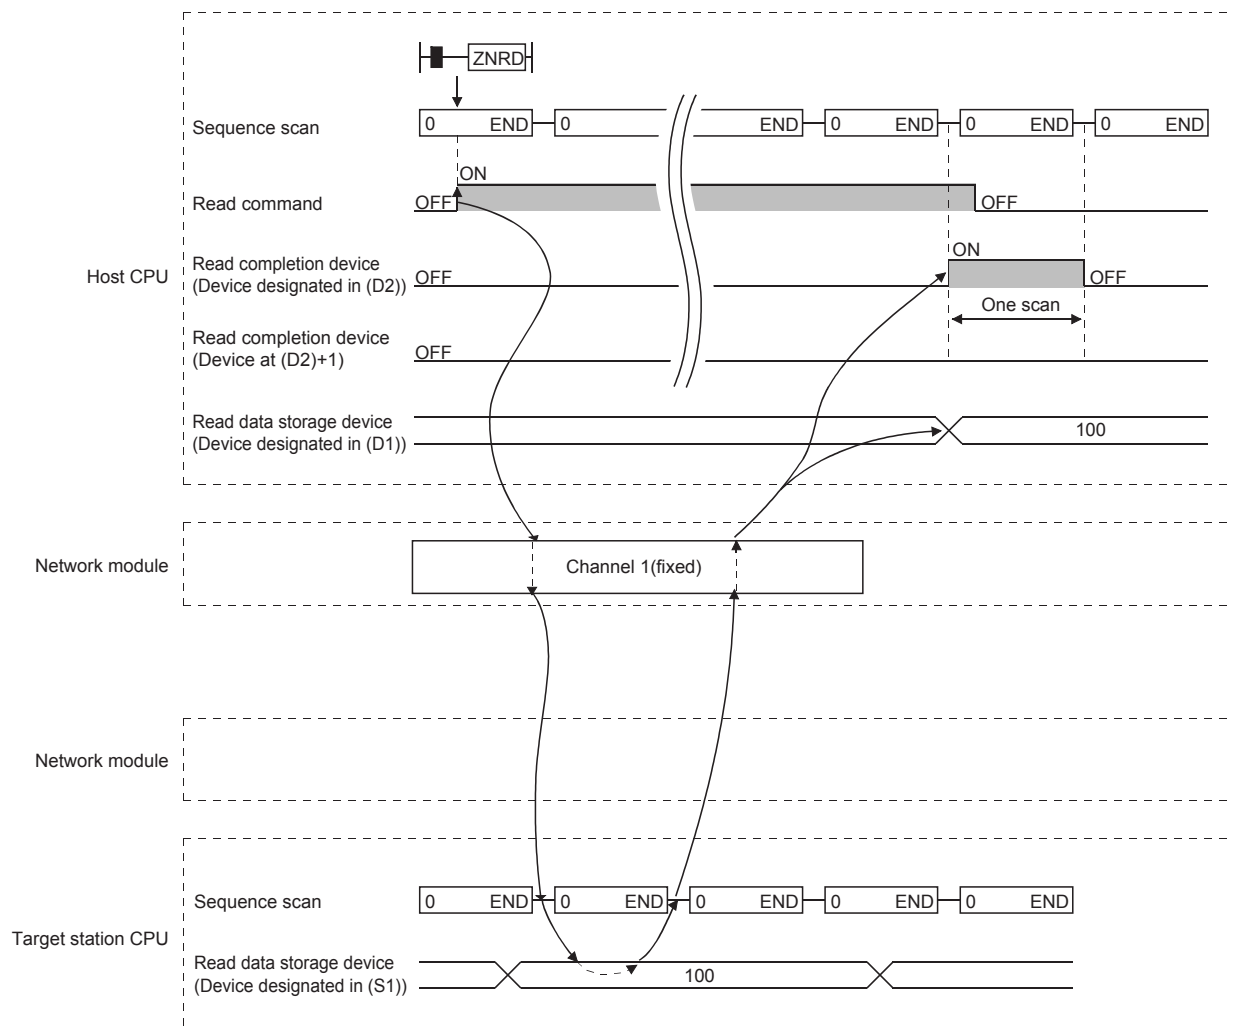 ZNRD
Sequence scan
0 END 0 END 0 END 0 END 0 END
ON
Read command
OFF OFF
ON
Host CPU
Read completion device
(Device designated in (D2))
OFF OFF
One scan
Read completion device
(Device at (D2)+1)
OFF
Read data storage device
(Device designated in (D1))
100
Network module
Channel 1(fixed)
Network module
Sequence scan
0 END 0 END 0 END 0 END 0 END
Target station CPU
Read data storage device
(Device designated in (S1))
100